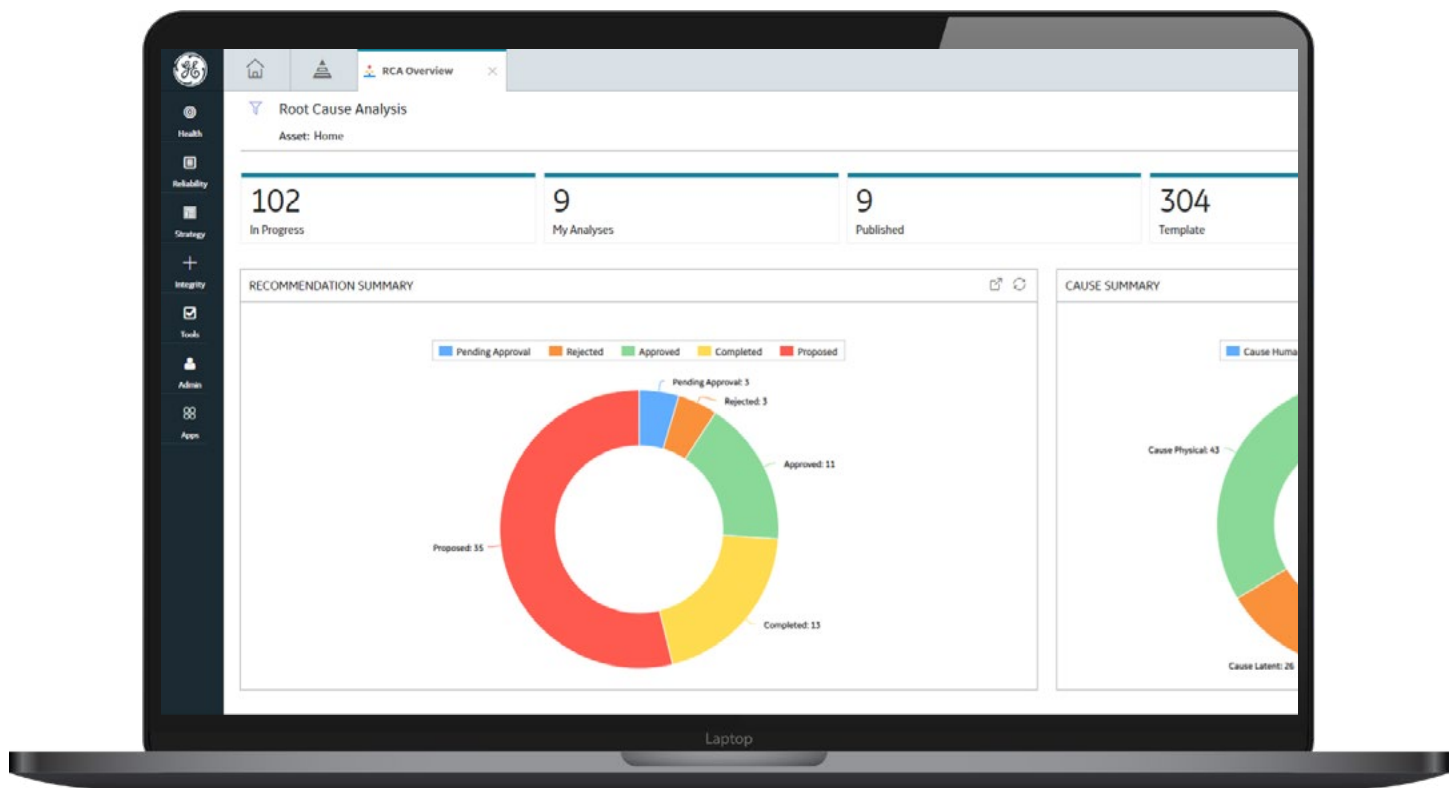 RCA Overview
Root Cause Analysis
Asset: Home
Health
Reliability
Strategy
Integrity
Tools
Admin
Apps
102
In Progress
9
My Analyses
9
Published
304
Template
RECOMMENDATION SUMMARY
Pending Approval Rejected Approved Completed Proposed
Pending Approval: 3
Rejected: 3
Approved: 11
Proposed: 35
Completed: 13
CAUSE SUMMARY
Cause Huma
Cause Physical: 43
Cause Latent: 26
Laptop